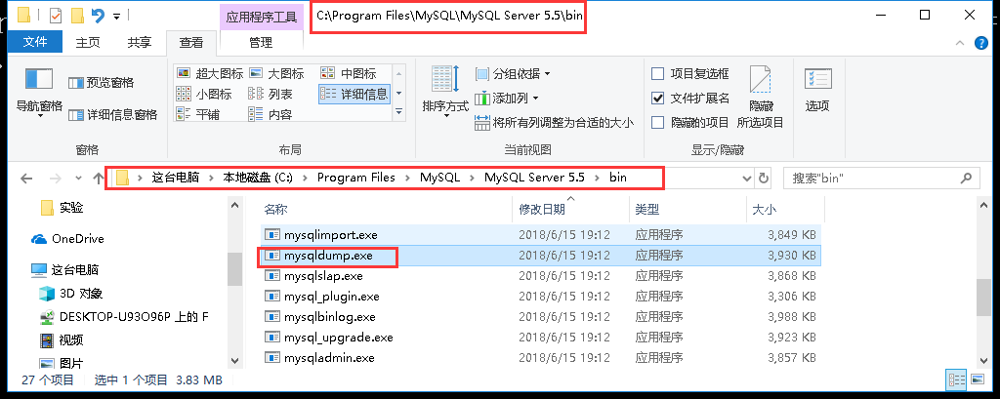 应用程序工具
C:\Program Files\MySQL\MySQL Server 5.5\bin
文件 主页 共享 查看 管理
导航窗格
预览窗格
详细信息窗格
窗格
超大图标 大图标 中图标
小图标 列表 详细信息
平铺 内容
布局
排序方式
分组依据
添加列
将所有列调整为合适的大小
当前视图
项目复选框
文件扩展名
隐藏的项目
隐藏
所选项目
显示/隐藏
选项
这台电脑 本地磁盘 (C:) Program Files MySQL MySQL Server 5.5 bin
搜索"bin"
实验
OneDrive
这台电脑
3D 对象
DESKTOP-U93O96P 上的 F
视频
图片
名称 修改日期 类型 大小
mysqlimport.exe 2018/6/15 19:12 应用程序 3,849 KB
mysqldump.exe 2018/6/15 19:12 应用程序 3,930 KB
mysqlslap.exe 2018/6/15 19:12 应用程序 3,868 KB
mysql_plugin.exe 2018/6/15 19:12 应用程序 3,306 KB
mysqlbinlog.exe 2018/6/15 19:12 应用程序 3,988 KB
mysql_upgrade.exe 2018/6/15 19:12 应用程序 3,923 KB
mysqladmin.exe 2018/6/15 19:12 应用程序 3,857 KB
27 个项目 选中 1 个项目 3.83 MB